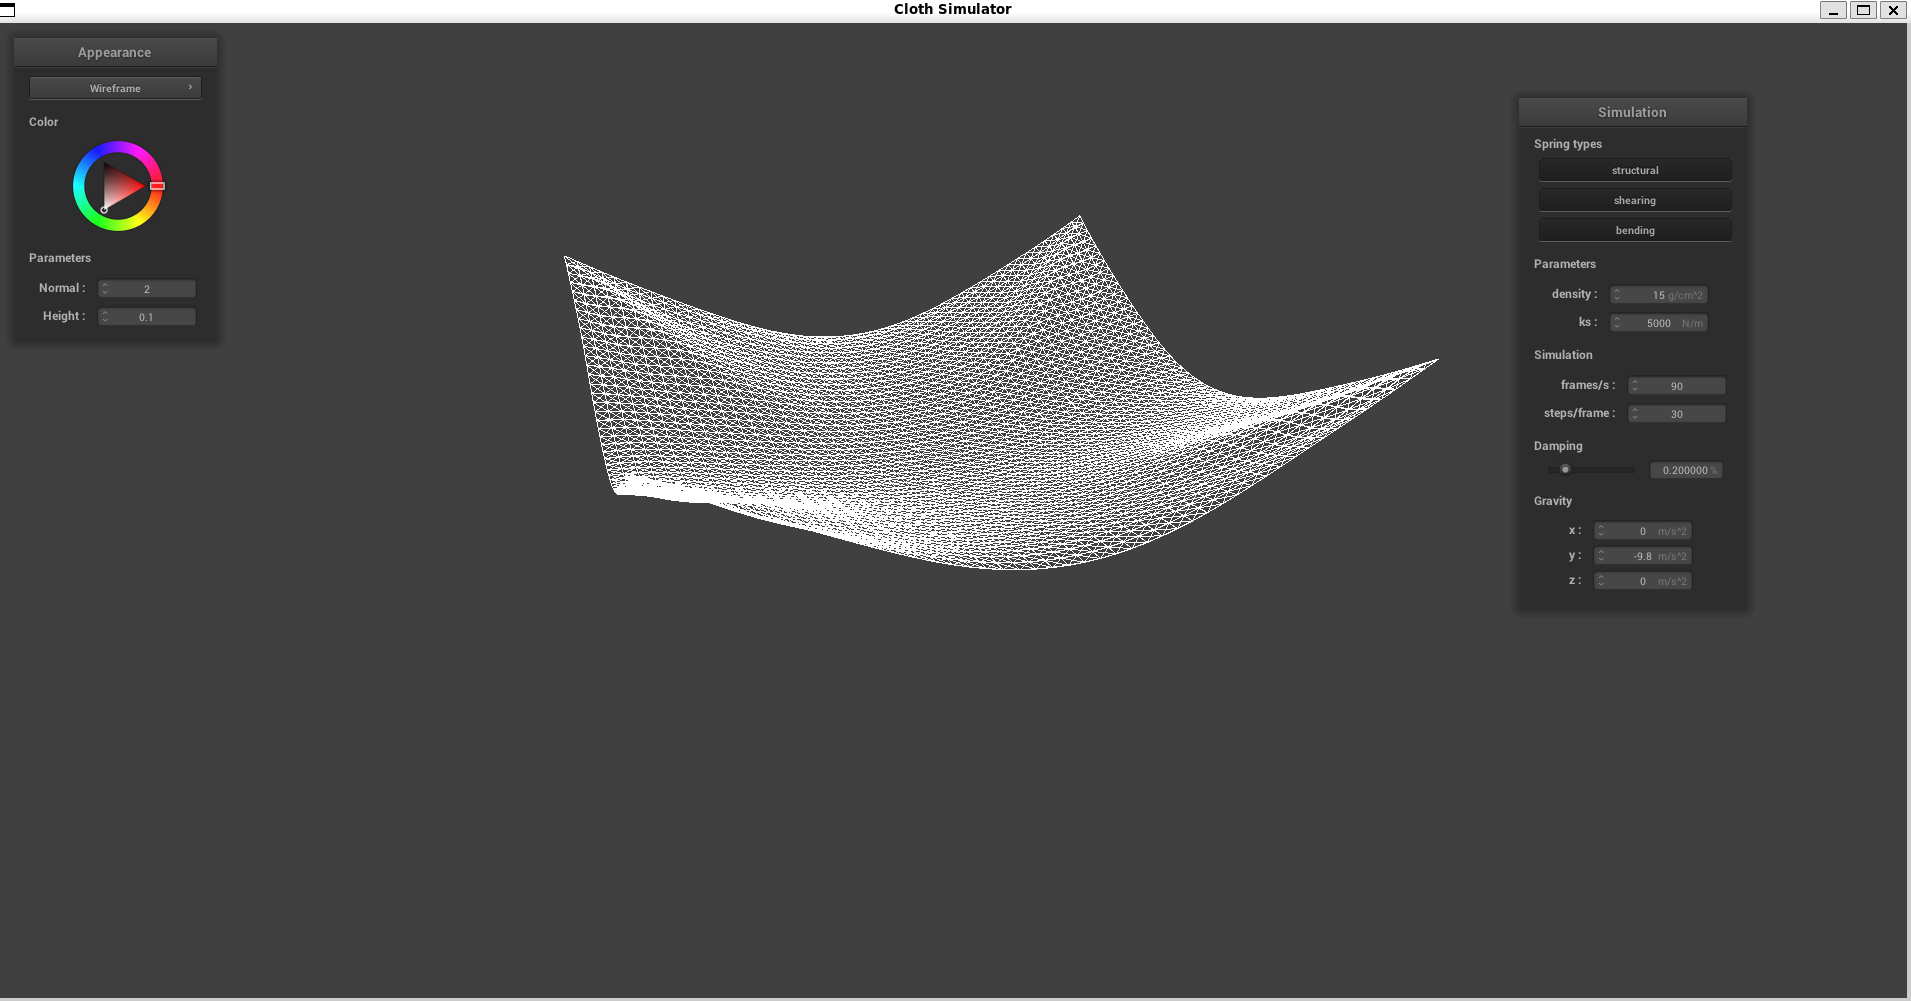 Cloth Simulator
Appearance
Wireframe
Color
Parameters
Normal : 2
Height : 0.1
Simulation
Spring types
structural
shearing
bending
Parameters
density : 15 g/cm^2
ks : 5000 N/m
Simulation
frames/s : 90
steps/frame : 30
Damping
0.200000 %
Gravity
x : 0 m/s^2
y : -9.8 m/s^2
z : 0 m/s^2